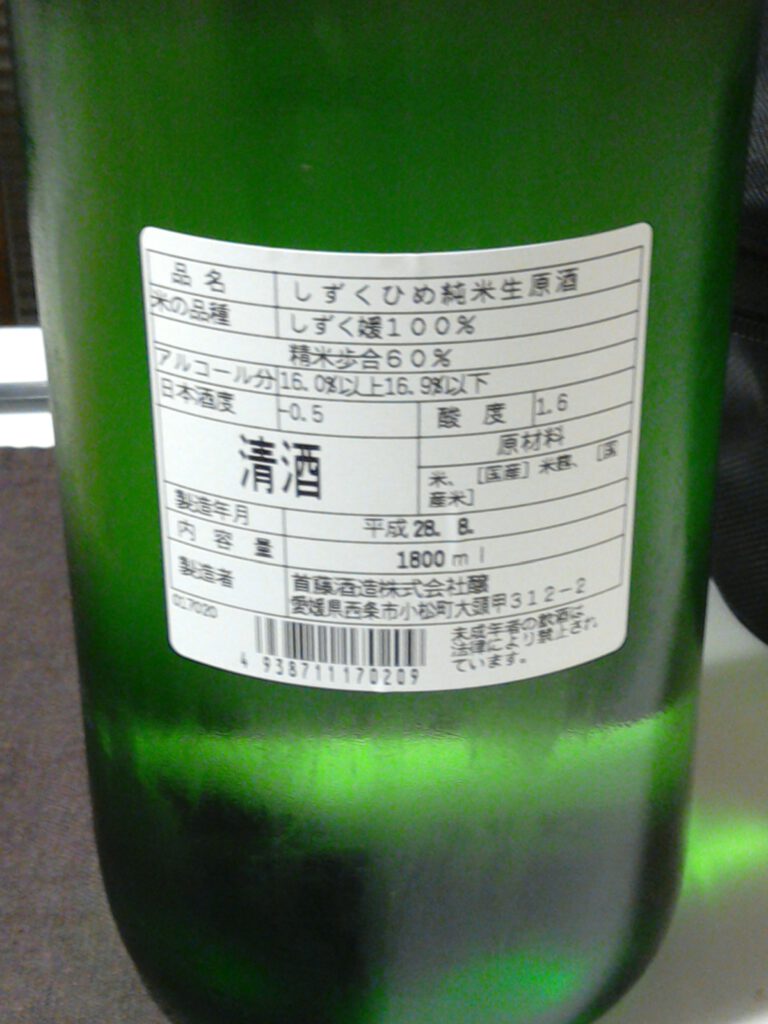 品名 しずくひめ純米生原酒
米の品種 しずく媛100%
精米歩合60%
アルコール分 16.0%以上16.9%以下
日本酒度 -0.5 酸度 1.6
清酒
原材料
米、[国産]米麹、[国
産米]
製造年月 平成28. 8.
内容量 1800ml
製造者 首藤酒造株式会社醸
愛媛県西条市小松町大頭甲312-2
017020
4 938711 170209
未成年者の飲酒は
法律により禁止され
ています。